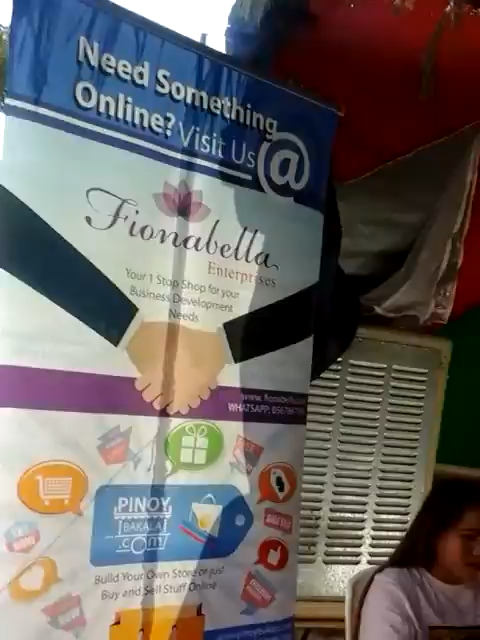 Need Something
Online? Visit Us @
Fionabella
Enterprises
Your 1 Stop Shop for your
Business Development
Needs
WHATSAPP:
PINOY
BAKALA
.com
Build Your Own Store or just
Buy and Sell Stuff Online